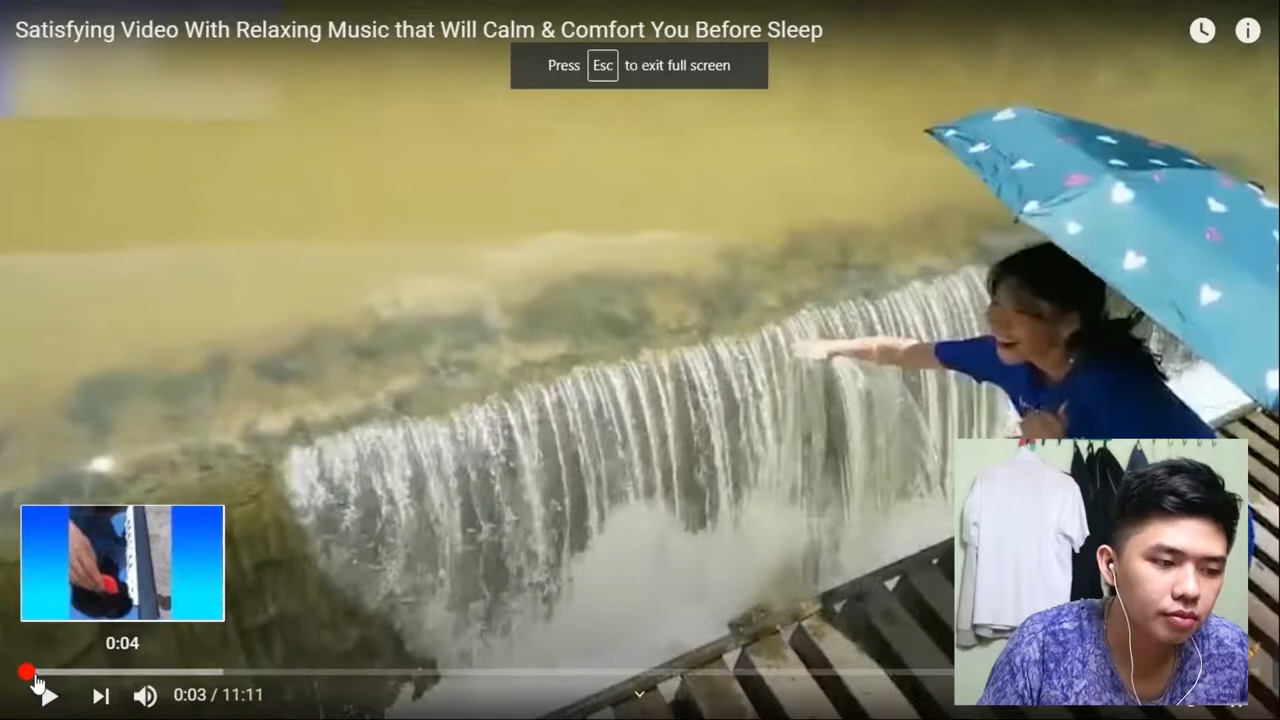 Satisfying Video With Relaxing Music that Will Calm & Comfort You Before Sleep
Press Esc to exit full screen
0:04
0:03 / 11:11